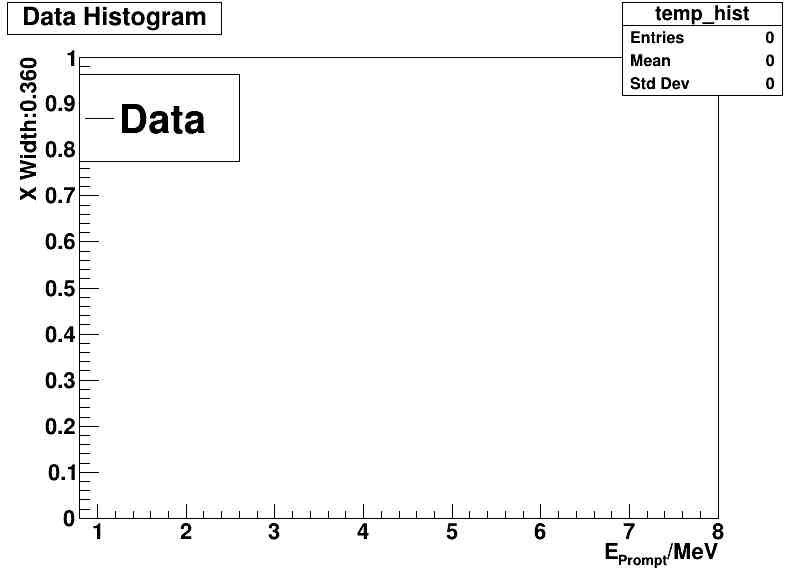 Data Histogram
temp_hist
Entries 0
Mean 0
Std Dev 0
X Width:0.360
Data
1
0.9
0.8
0.7
0.6
0.5
0.4
0.3
0.2
0.1
0
1 2 3 4 5 6 7 8
E_Prompt/MeV